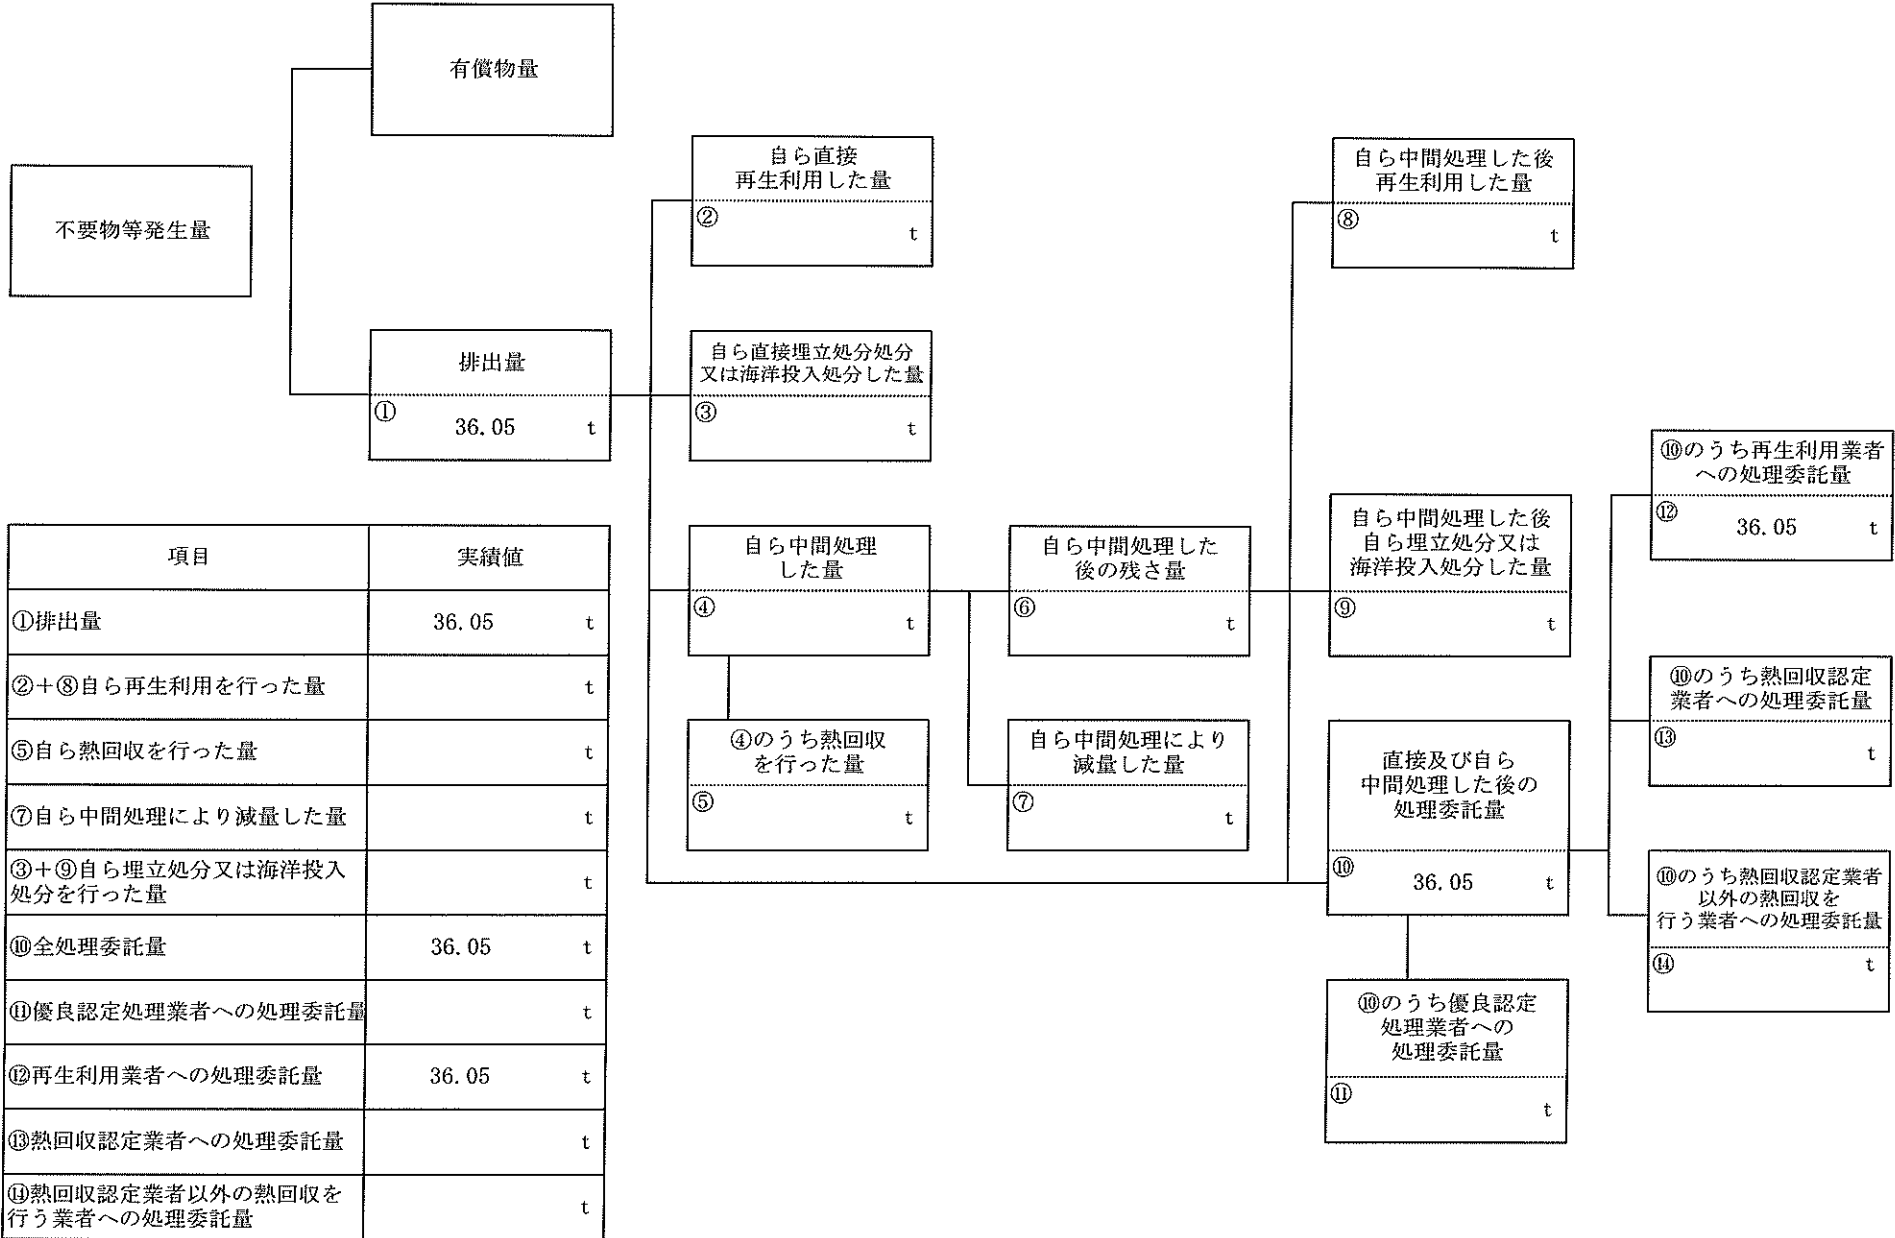 有償物量
不要物等発生量
自ら直接
再生利用した量
② t
自ら中間処理した後
再生利用した量
⑧ t
排出量
① 36.05 t
自ら直接埋立処分処分
又は海洋投入処分した量
③ t
⑩のうち再生利用業者
への処理委託量
⑫ 36.05 t
自ら中間処理
した量
④ t
自ら中間処理した
後の残さ量
⑥ t
自ら中間処理した後
自ら埋立処分又は
海洋投入処分した量
⑨ t
⑩のうち熱回収認定
業者への処理委託量
⑬ t
④のうち熱回収
を行った量
⑤ t
自ら中間処理により
減量した量
⑦ t
直接及び自ら
中間処理した後の
処理委託量
⑩ 36.05 t
⑩のうち熱回収認定業者
以外の熱回収を
行う業者への処理委託量
⑭ t
⑩のうち優良認定
処理業者への
処理委託量
⑪ t
項目 実績値
①排出量 36.05 t
②+⑧自ら再生利用を行った量 t
⑤自ら熱回収を行った量 t
⑦自ら中間処理により減量した量 t
③+⑨自ら埋立処分又は海洋投入
処分を行った量 t
⑩全処理委託量 36.05 t
⑪優良認定処理業者への処理委託量 t
⑫再生利用業者への処理委託量 36.05 t
⑬熱回収認定業者への処理委託量 t
⑭熱回収認定業者以外の熱回収を
行う業者への処理委託量 t